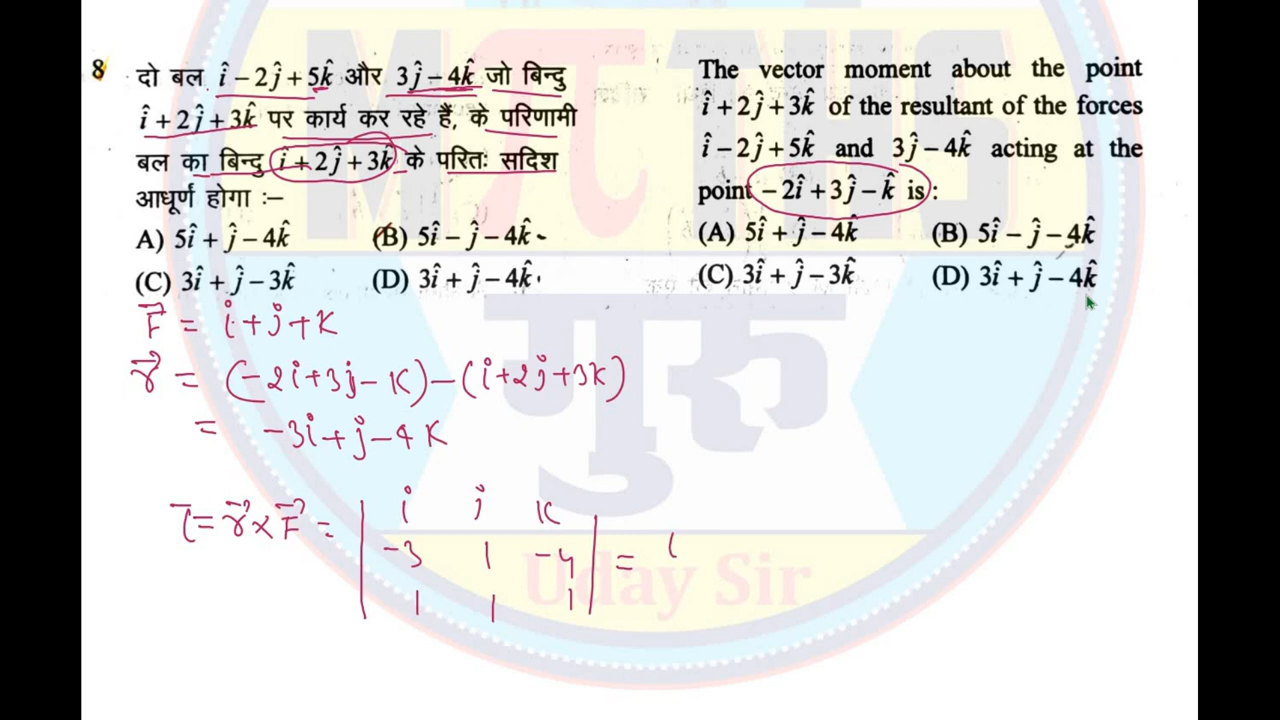 8 दो बल î – 2ĵ + 5k̂ और 3ĵ – 4k̂ जो बिन्दु
î + 2ĵ + 3k̂ पर कार्य कर रहे हैं, के परिणामी
बल का बिन्दु î + 2ĵ + 3k̂ के परितः सदिश
आधूर्ण होगा :–
A) 5î + ĵ – 4k̂ (B) 5î – ĵ – 4k̂
(C) 3î + ĵ – 3k̂ (D) 3î + ĵ – 4k̂
The vector moment about the point
î + 2ĵ + 3k̂ of the resultant of the forces
î – 2ĵ + 5k̂ and 3ĵ – 4k̂ acting at the
point – 2î + 3ĵ – k̂ is :
(A) 5î + ĵ – 4k̂ (B) 5î – ĵ – 4k̂
(C) 3î + ĵ – 3k̂ (D) 3î + ĵ – 4k̂
F⃗ = i + j + k
r⃗ = (-2i+3j-k) - (i+2j+3k)
= -3i + j - 4k
τ = r⃗ × F⃗ = | i j k
-3 1 -4 | = (
1 1 1
गुरु
Uday Sir